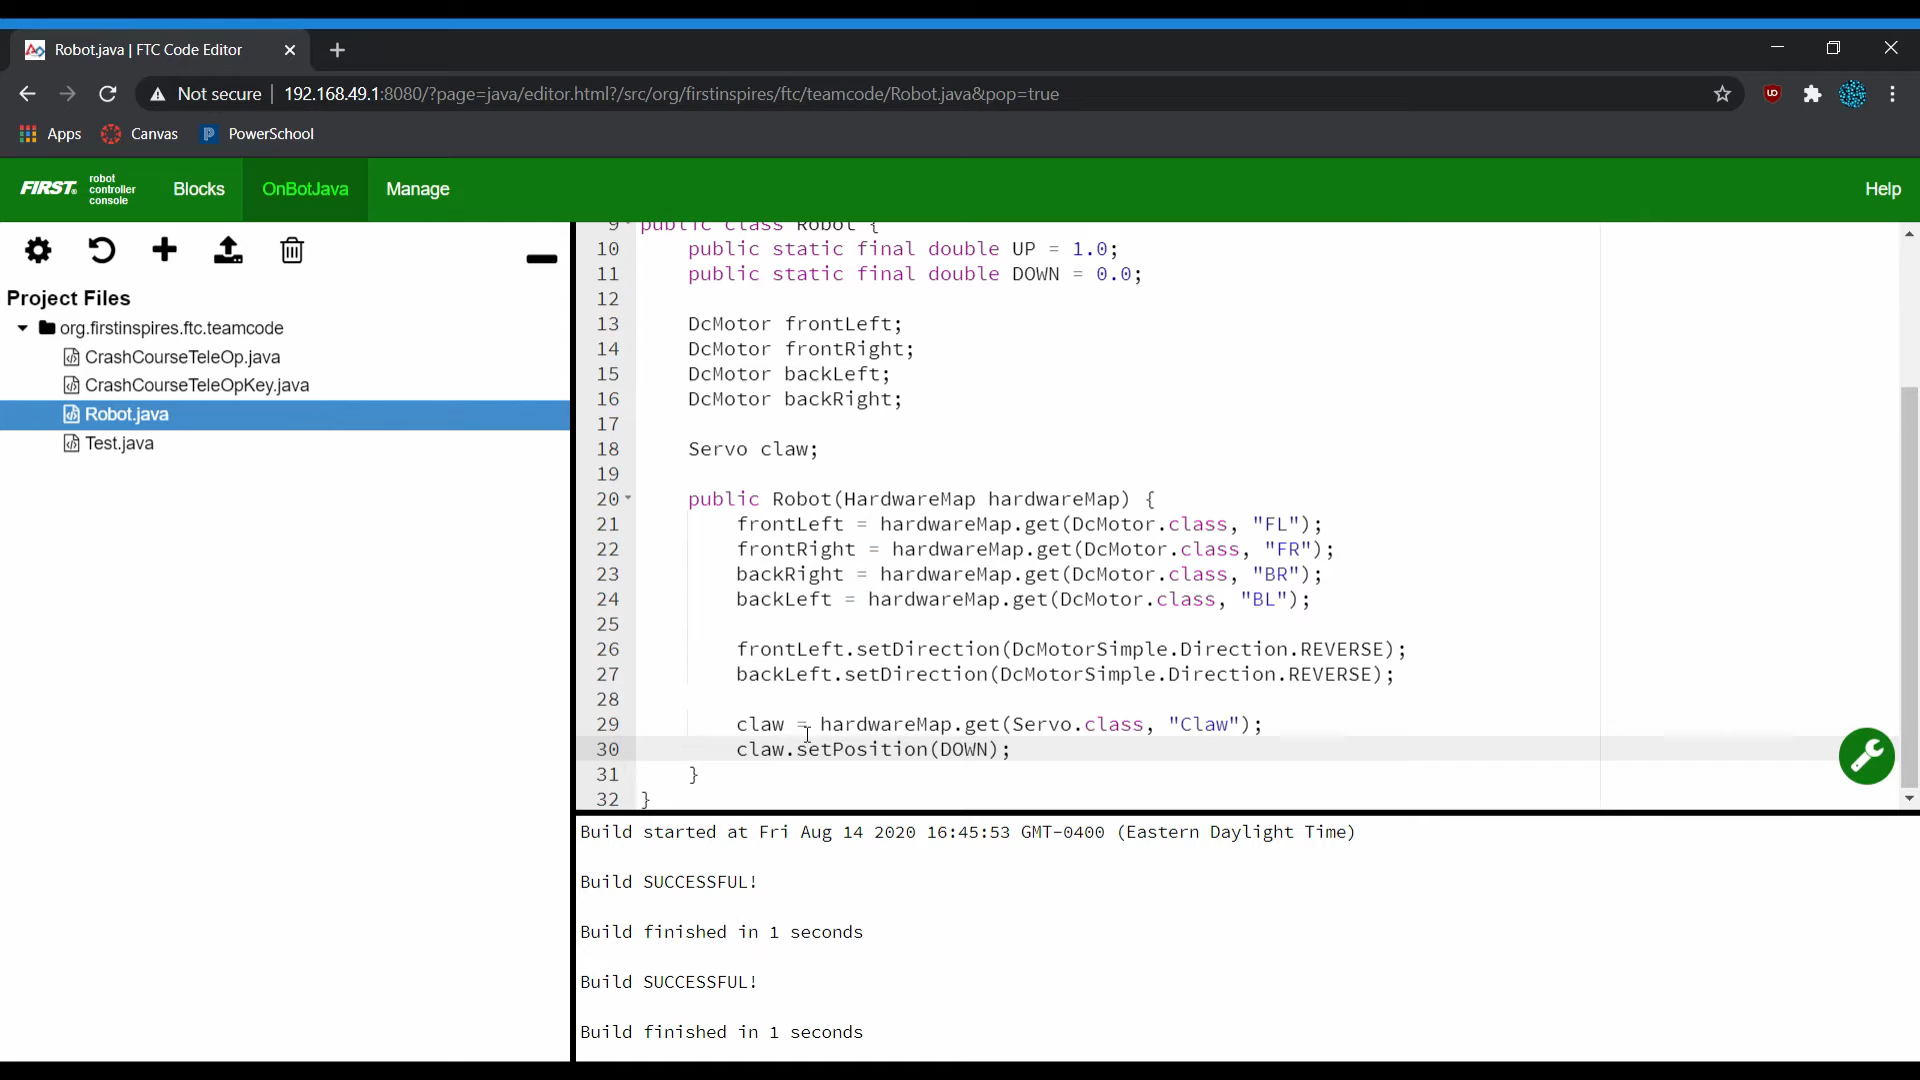 Robot.java | FTC Code Editor
Not secure 192.168.49.1:8080/?page=java/editor.html?/src/org/firstinspires/ftc/teamcode/Robot.java&pop=true
Apps Canvas PowerSchool
FIRST. robot controller console Blocks OnBotJava Manage Help
Project Files
org.firstinspires.ftc.teamcode
CrashCourseTeleOp.java
CrashCourseTeleOpKey.java
Robot.java
Test.java
9 public class Robot {
10 public static final double UP = 1.0;
11 public static final double DOWN = 0.0;
12
13 DcMotor frontLeft;
14 DcMotor frontRight;
15 DcMotor backLeft;
16 DcMotor backRight;
17
18 Servo claw;
19
20 public Robot(HardwareMap hardwareMap) {
21 frontLeft = hardwareMap.get(DcMotor.class, "FL");
22 frontRight = hardwareMap.get(DcMotor.class, "FR");
23 backRight = hardwareMap.get(DcMotor.class, "BR");
24 backLeft = hardwareMap.get(DcMotor.class, "BL");
25
26 frontLeft.setDirection(DcMotorSimple.Direction.REVERSE);
27 backLeft.setDirection(DcMotorSimple.Direction.REVERSE);
28
29 claw = hardwareMap.get(Servo.class, "Claw");
30 claw.setPosition(DOWN);
31 }
32 }
Build started at Fri Aug 14 2020 16:45:53 GMT-0400 (Eastern Daylight Time)
Build SUCCESSFUL!
Build finished in 1 seconds
Build SUCCESSFUL!
Build finished in 1 seconds